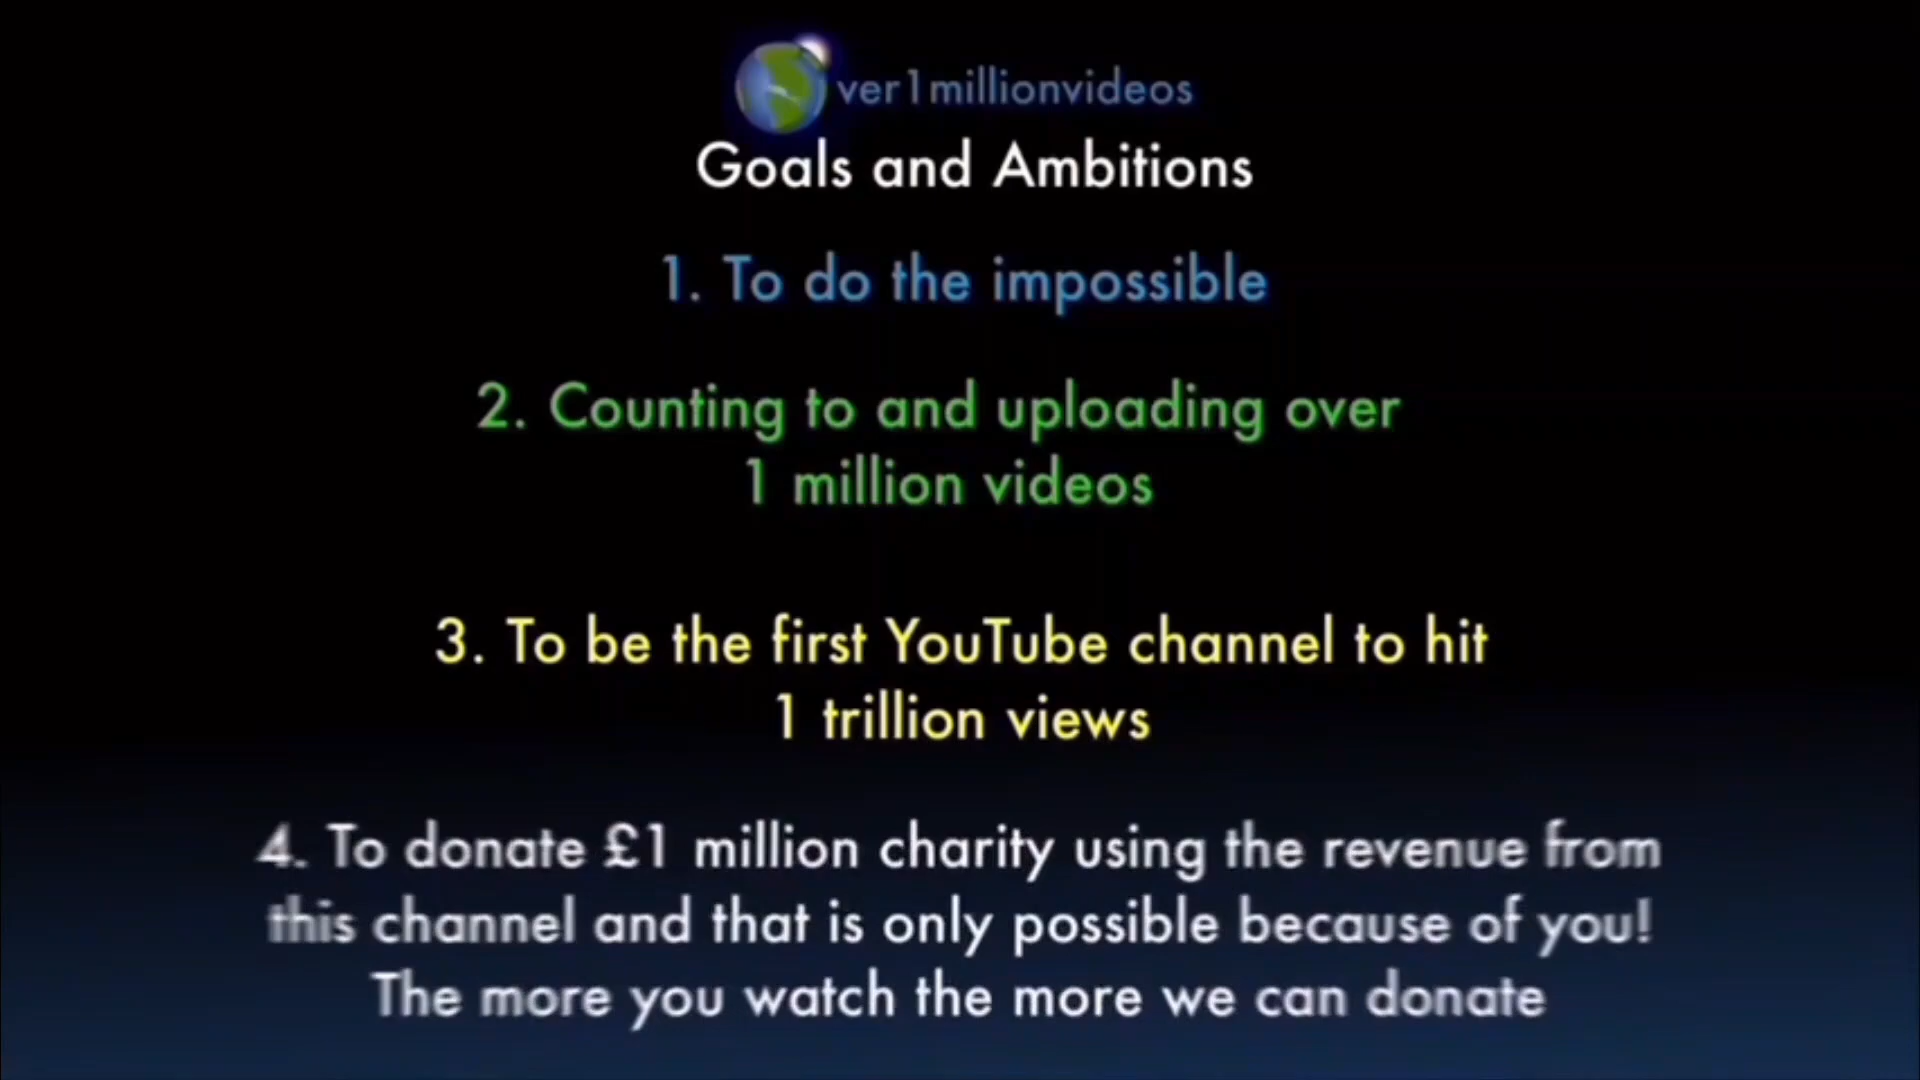 ver1millionvideos
Goals and Ambitions
1. To do the impossible
2. Counting to and uploading over
1 million videos
3. To be the first YouTube channel to hit
1 trillion views
4. To donate £1 million charity using the revenue from
this channel and that is only possible because of you!
The more you watch the more we can donate